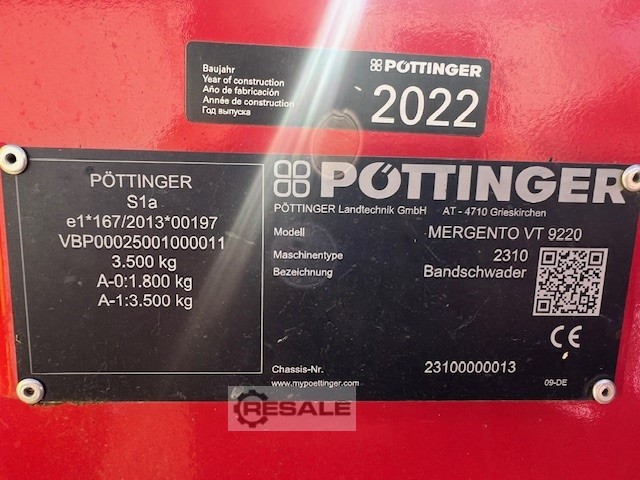 Baujahr
Year of construction
Año de fabricación
Année de construction
Год выпуска
PÖTTINGER
2022
PÖTTINGER
S1a
e1*167/2013*00197
VBP00025001000011
3.500 kg
A-0:1.800 kg
A-1:3.500 kg
PÖTTINGER
PÖTTINGER Landtechnik GmbH AT - 4710 Grieskirchen
Modell MERGENTO VT 9220
Maschinentype 2310
Bezeichnung Bandschwader
CE
Chassis-Nr. 23100000013
www.mypoettinger.com 09-DE
RESALE